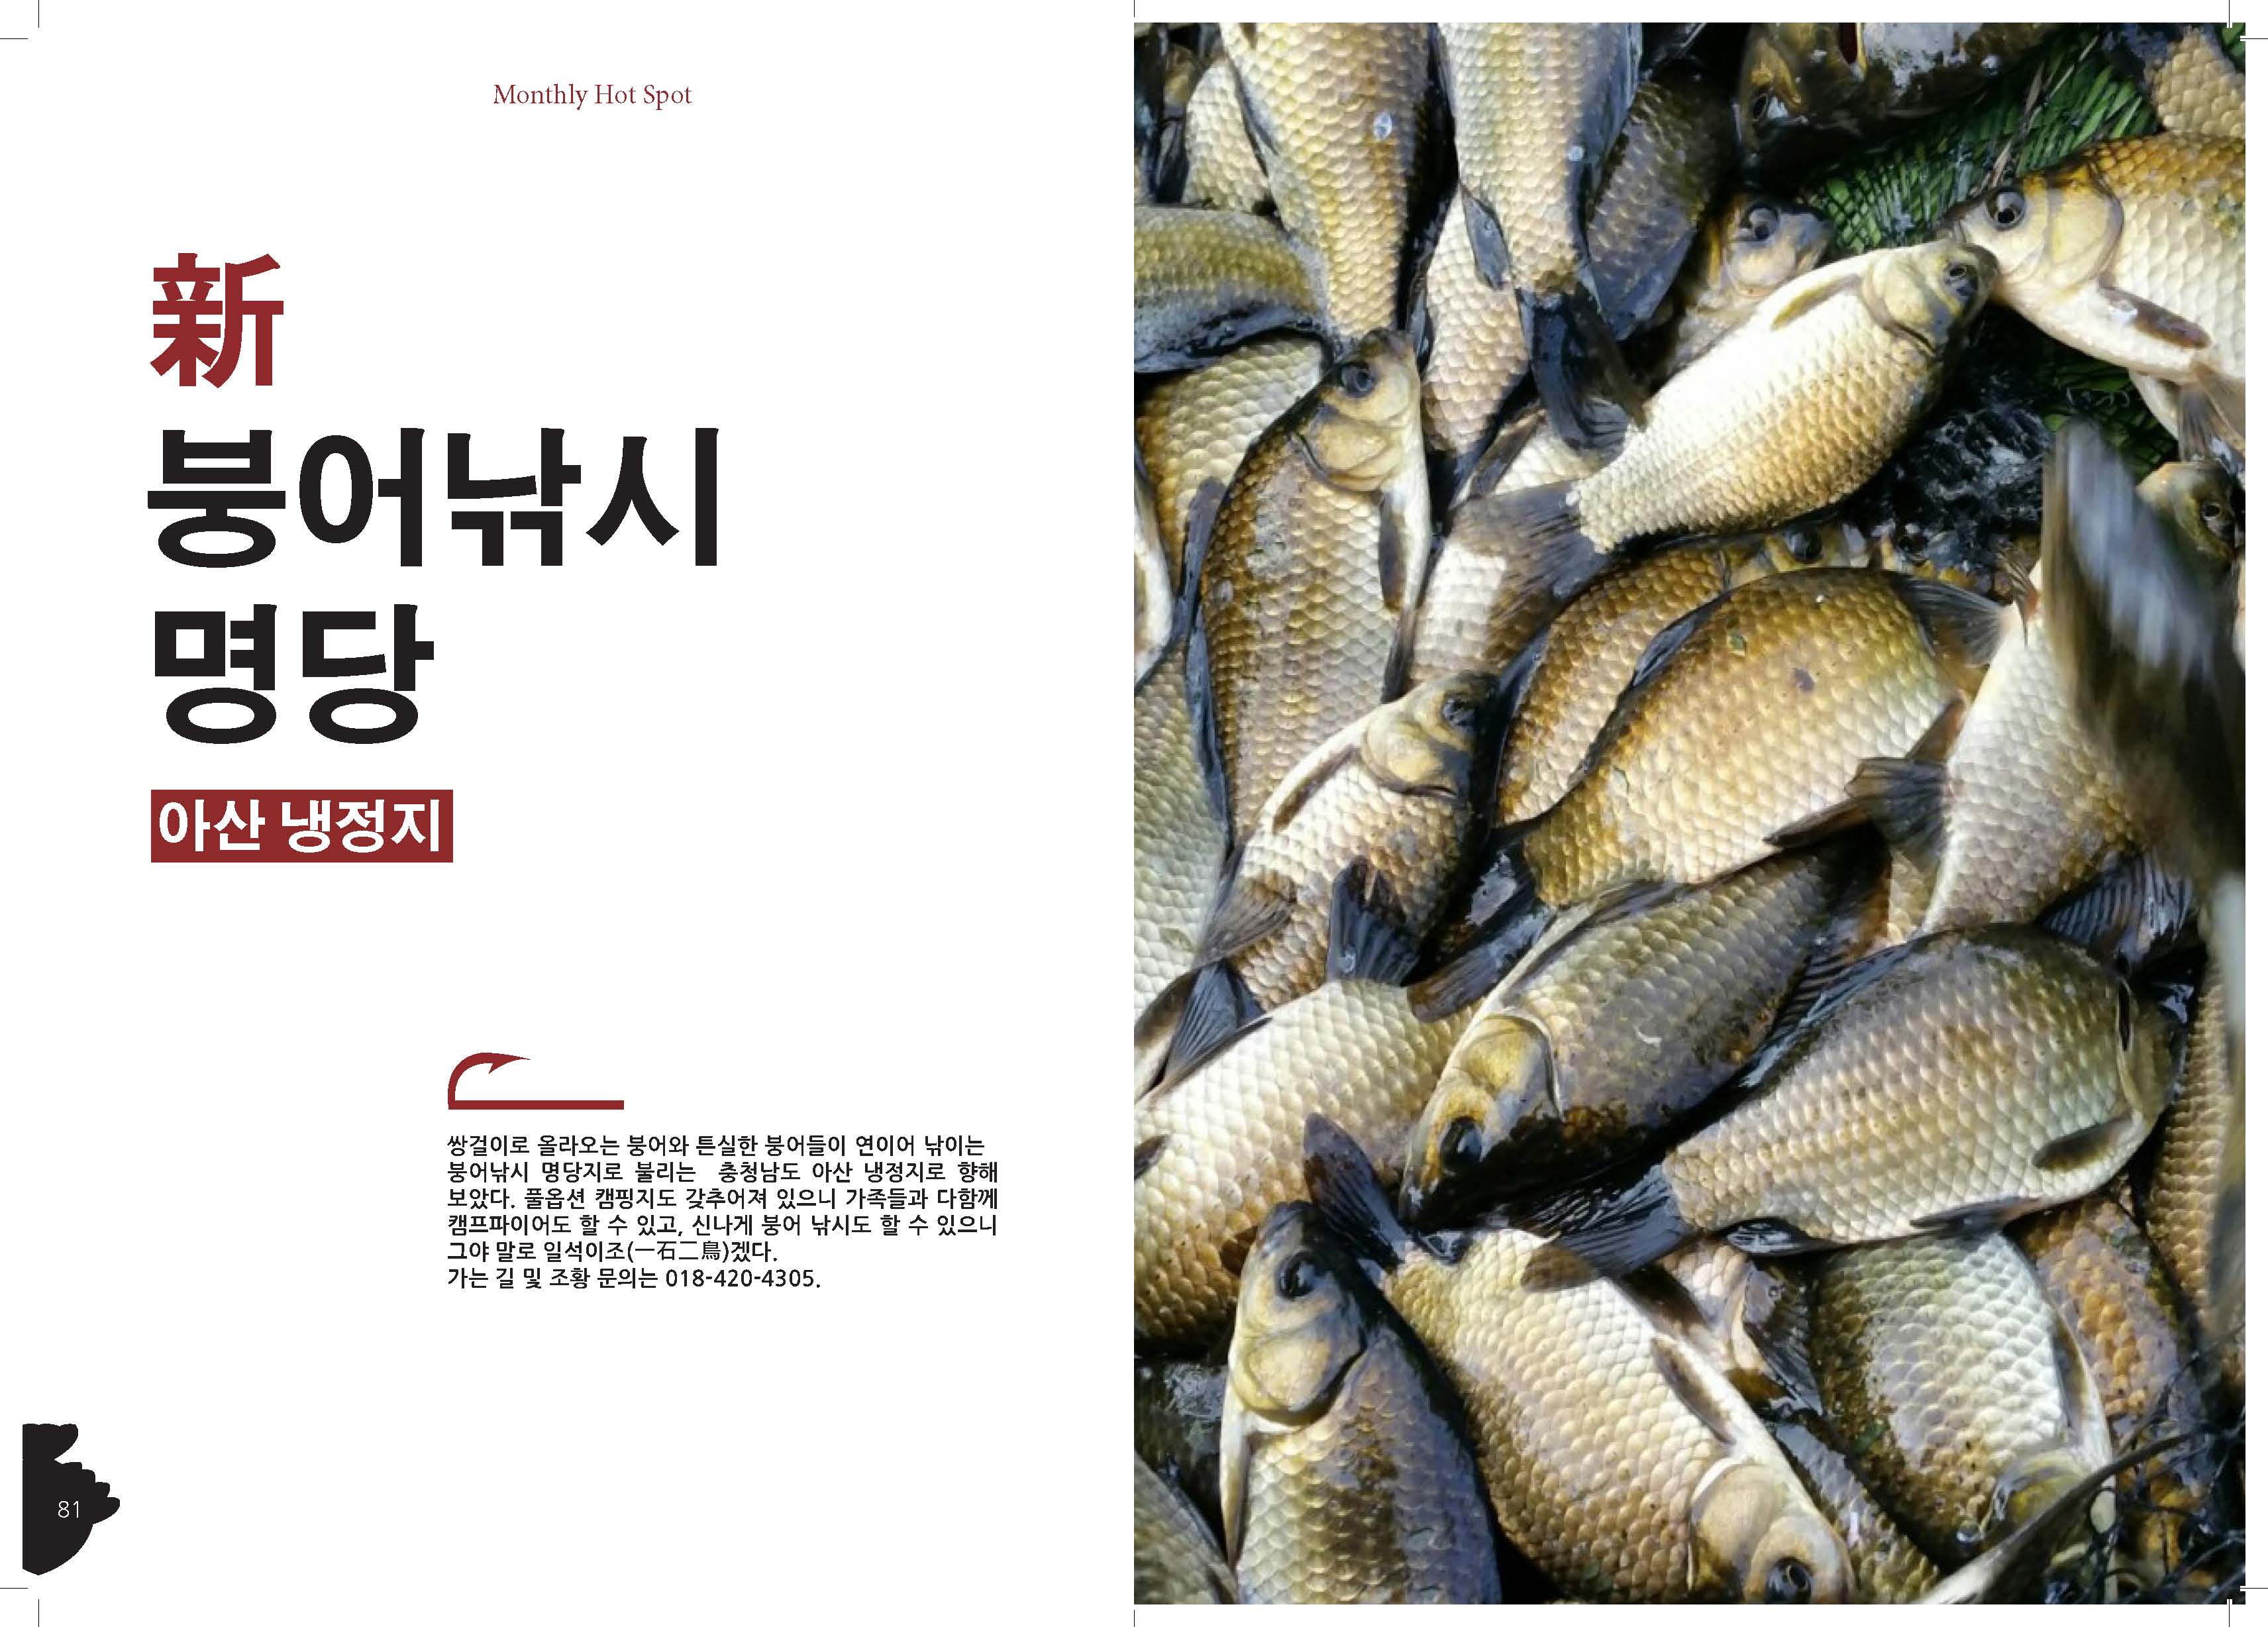 Monthly Hot Spot
新
붕어낚시
명당
아산 냉정지
쌍걸이로 올라오는 붕어와 튼실한 붕어들이 연이어 낚이는
붕어낚시 명당지로 불리는 충청남도 아산 냉정지로 향해
보았다. 풀옵션 캠핑지도 갖추어져 있으니 가족들과 다함께
캠프파이어도 할 수 있고, 신나게 붕어 낚시도 할 수 있으니
그야 말로 일석이조(一石二鳥)겠다.
가는 길 및 조황 문의는 018-420-4305.
81